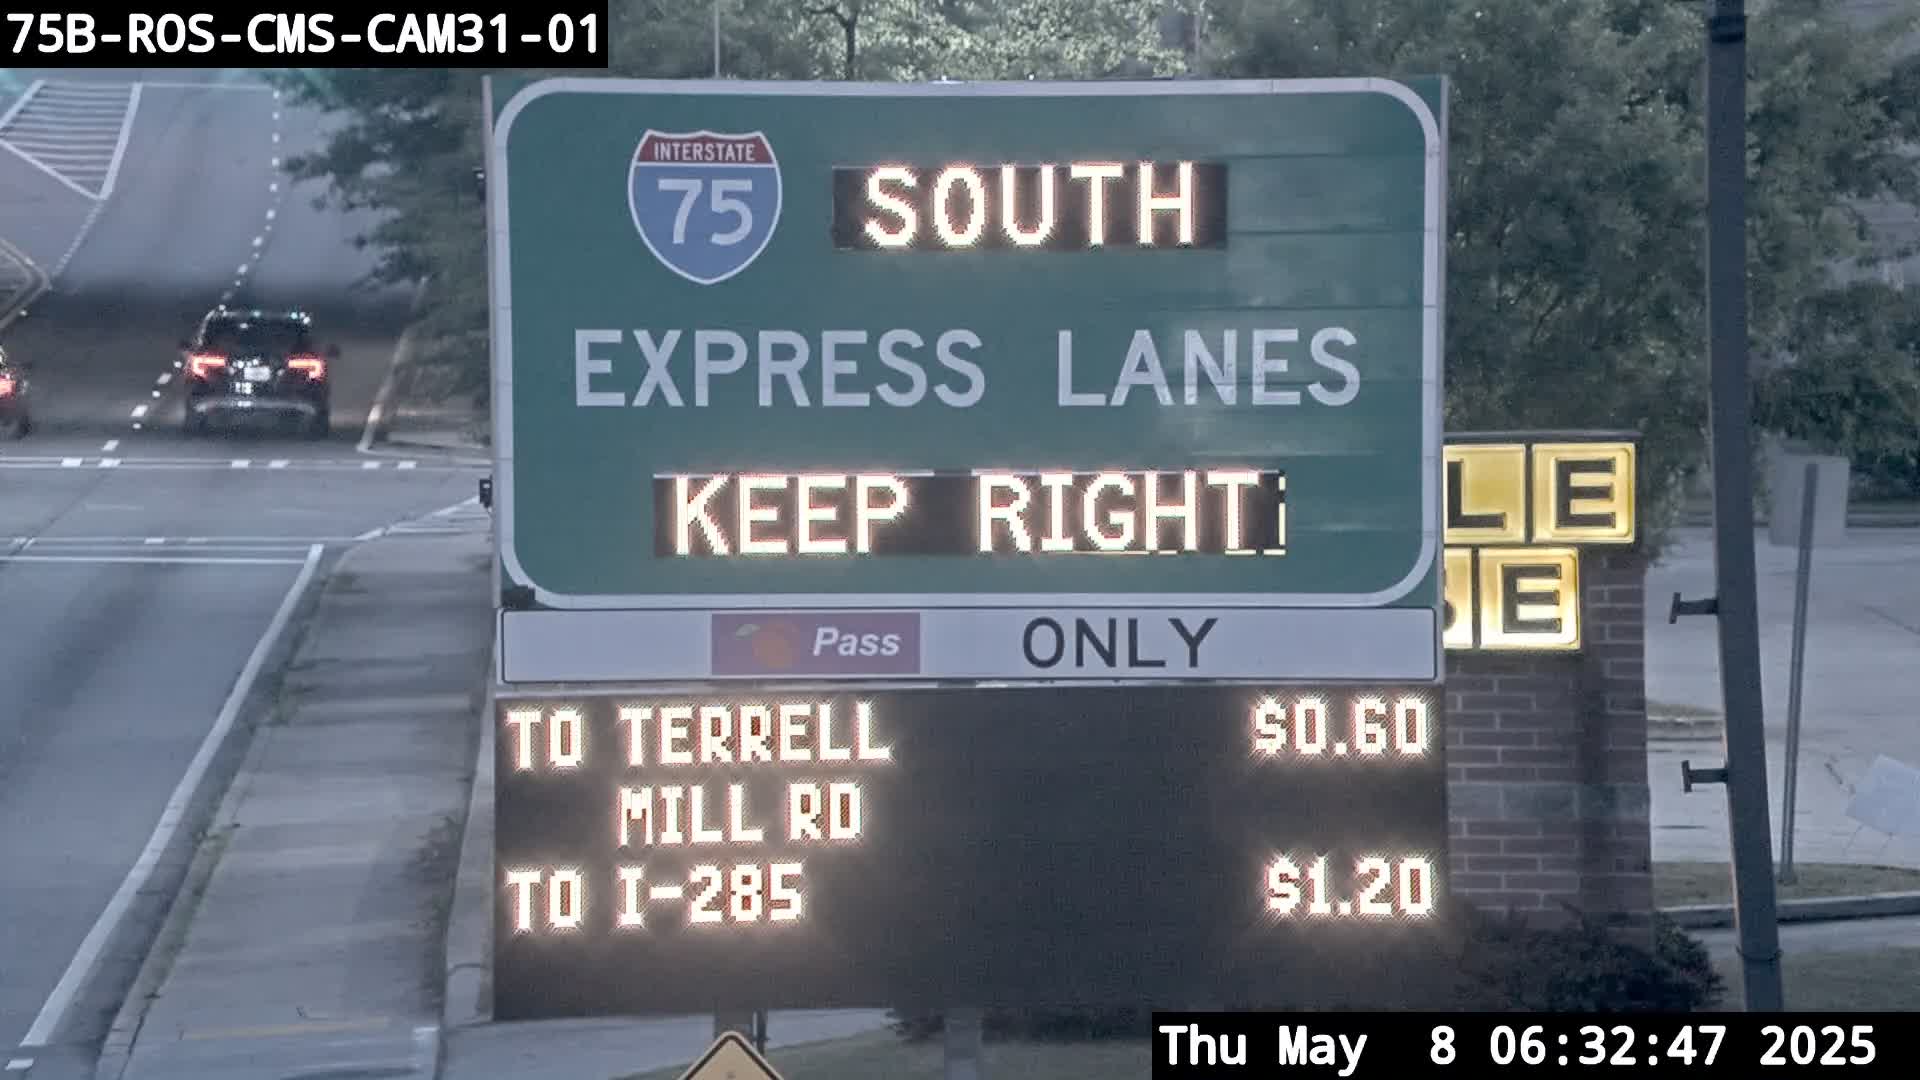 75B-ROS-CMS-CAM31-01
INTERSTATE
75
SOUTH
EXPRESS LANES
KEEP RIGHT
Pass ONLY
LE
E
TO TERRELL $0.60
MILL RD
TO I-285 $1.20
Thu May 8 06:32:47 2025